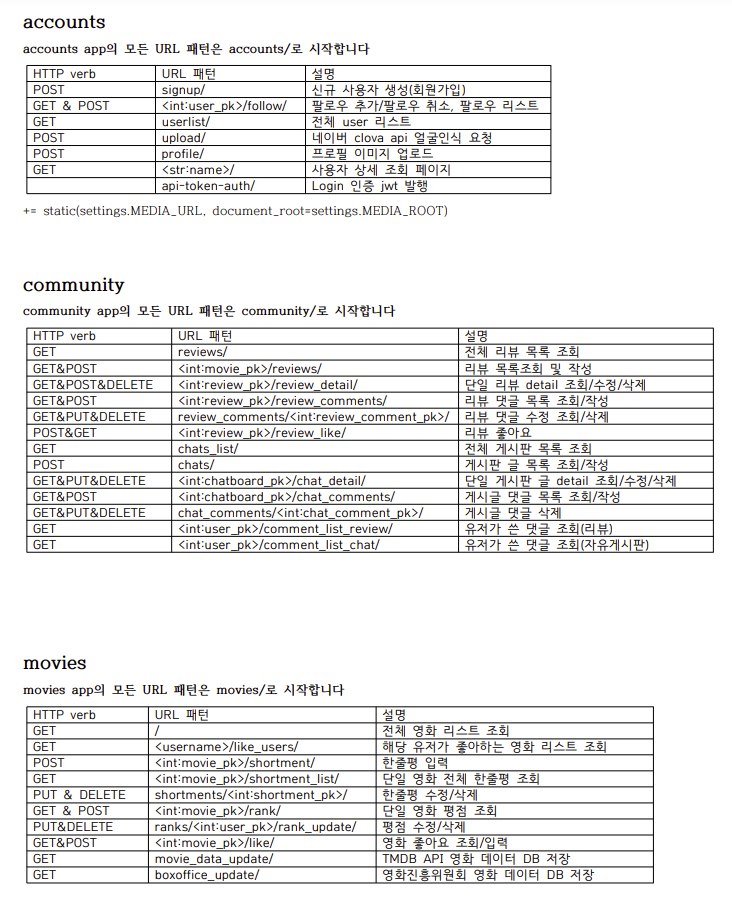 accounts
accounts app의 모든 URL 패턴은 accounts/로 시작합니다
HTTP verb URL 패턴 설명
POST signup/ 신규 사용자 생성(회원가입)
GET & POST <int:user_pk>/follow/ 팔로우 추가/팔로우 취소, 팔로우 리스트
GET userlist/ 전체 user 리스트
POST upload/ 네이버 clova api 얼굴인식 요청
POST profile/ 프로필 이미지 업로드
GET <str:name>/ 사용자 상세 조회 페이지
api-token-auth/ Login 인증 jwt 발행
+= static(settings.MEDIA_URL, document_root=settings.MEDIA_ROOT)
community
community app의 모든 URL 패턴은 community/로 시작합니다
HTTP verb URL 패턴 설명
GET reviews/ 전체 리뷰 목록 조회
GET&POST <int:movie_pk>/reviews/ 리뷰 목록조회 및 작성
GET&POST&DELETE <int:review_pk>/review_detail/ 단일 리뷰 detail 조회/수정/삭제
GET&POST <int:review_pk>/review_comments/ 리뷰 댓글 목록 조회/작성
GET&PUT&DELETE review_comments/<int:review_comment_pk>/ 리뷰 댓글 수정 조회/삭제
POST&GET <int:review_pk>/review_like/ 리뷰 좋아요
GET chats_list/ 전체 게시판 목록 조회
POST chats/ 게시판 글 목록 조회/작성
GET&PUT&DELETE <int:chatboard_pk>/chat_detail/ 단일 게시판 글 detail 조회/수정/삭제
GET&POST <int:chatboard_pk>/chat_comments/ 게시글 댓글 목록 조회/작성
GET&PUT&DELETE chat_comments/<int:chat_comment_pk>/ 게시글 댓글 삭제
GET <int:user_pk>/comment_list_review/ 유저가 쓴 댓글 조회(리뷰)
GET <int:user_pk>/comment_list_chat/ 유저가 쓴 댓글 조회(자유게시판)
movies
movies app의 모든 URL 패턴은 movies/로 시작합니다
HTTP verb URL 패턴 설명
GET / 전체 영화 리스트 조회
GET <username>/like_users/ 해당 유저가 좋아하는 영화 리스트 조회
POST <int:movie_pk>/shortment/ 한줄평 입력
GET <int:movie_pk>/shortment_list/ 단일 영화 전체 한줄평 조회
PUT & DELETE shortments/<int:shortment_pk>/ 한줄평 수정/삭제
GET & POST <int:movie_pk>/rank/ 단일 영화 평점 조회
PUT&DELETE ranks/<int:user_pk>/rank_update/ 평점 수정/삭제
GET&POST <int:movie_pk>/like/ 영화 좋아요 조회/입력
GET movie_data_update/ TMDB API 영화 데이터 DB 저장
GET boxoffice_update/ 영화진흥위원회 영화 데이터 DB 저장